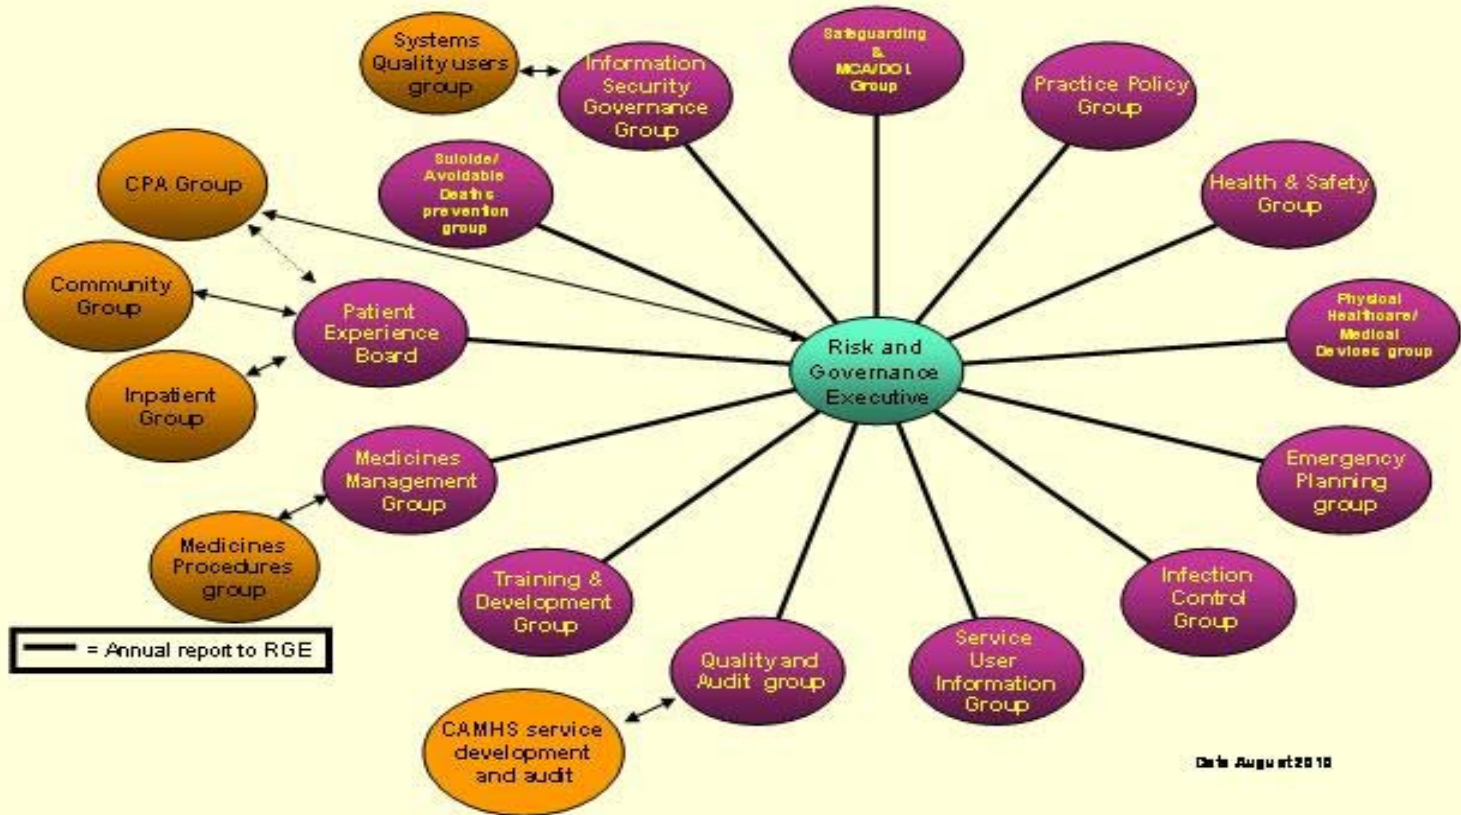 Systems
Quality users
group
Information
Security
Governance
Group
Safeguarding
&
MCA/DOL
Group
Practice Policy
Group
CPA Group
Suicide/
Avoidable
Deaths
prevention
group
Health & Safety
Group
Community
Group
Patient
Experience
Board
Physical
Healthcare/
Medical
Devices group
Risk and
Governance
Executive
Inpatient
Group
Medicines
Management
Group
Emergency
Planning
group
Medicines
Procedures
group
Training &
Development
Group
Infection
Control
Group
= Annual report to RGE
Quality and
Audit group
Service
User
Information
Group
CAMHS service
development
and audit
Date August 2010